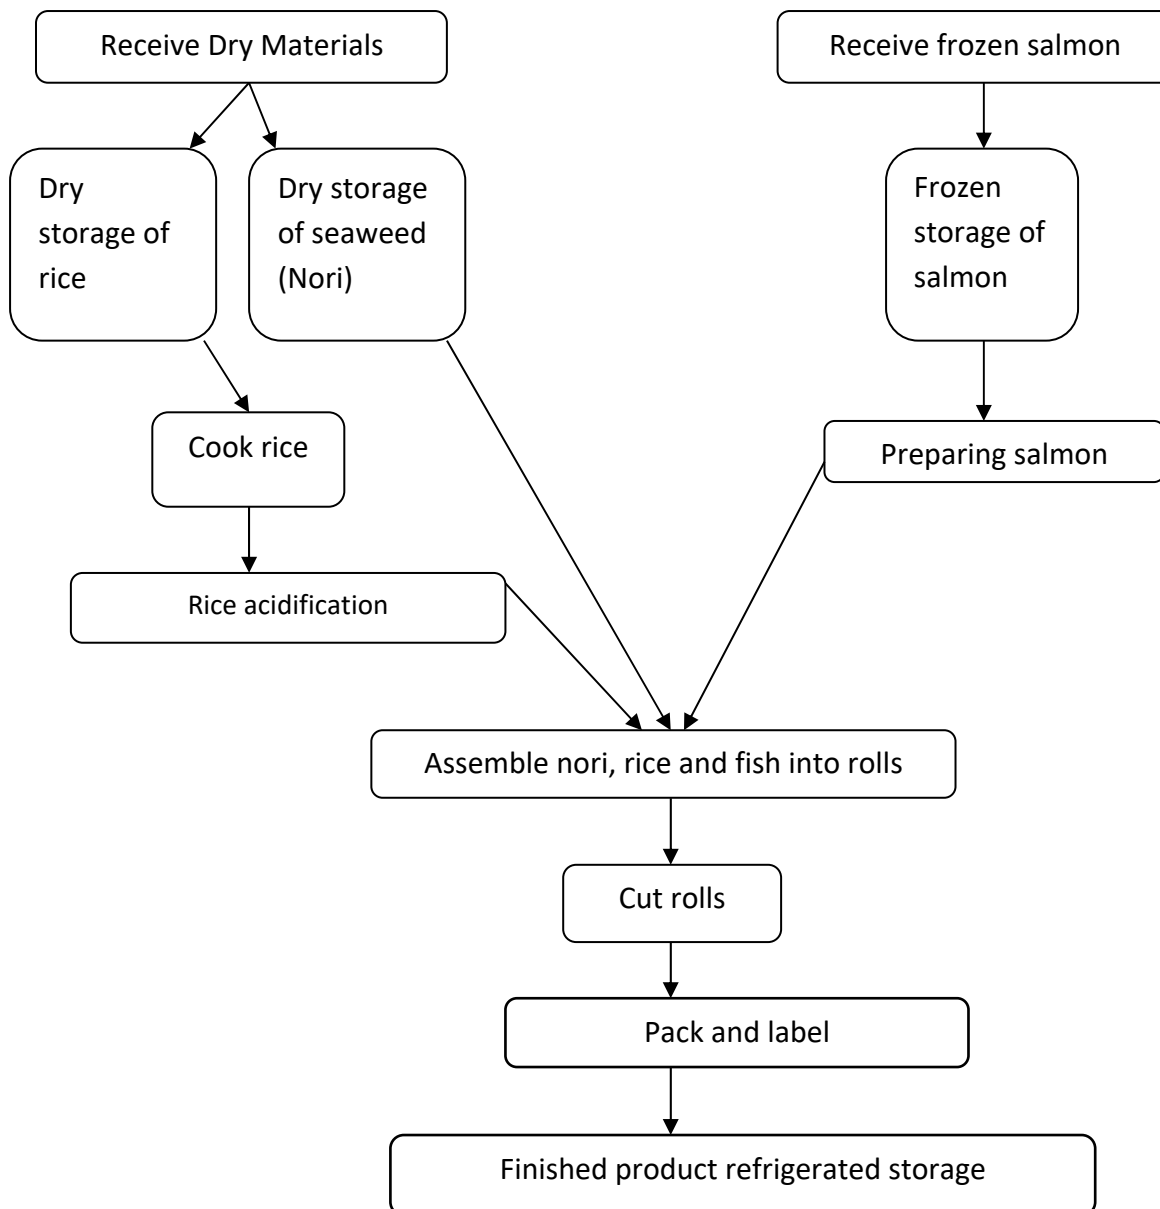 Receive Dry Materials
Receive frozen salmon
Dry
storage of
rice
Dry storage
of seaweed
(Nori)
Frozen
storage of
salmon
Cook rice
Preparing salmon
Rice acidification
Assemble nori, rice and fish into rolls
Cut rolls
Pack and label
Finished product refrigerated storage